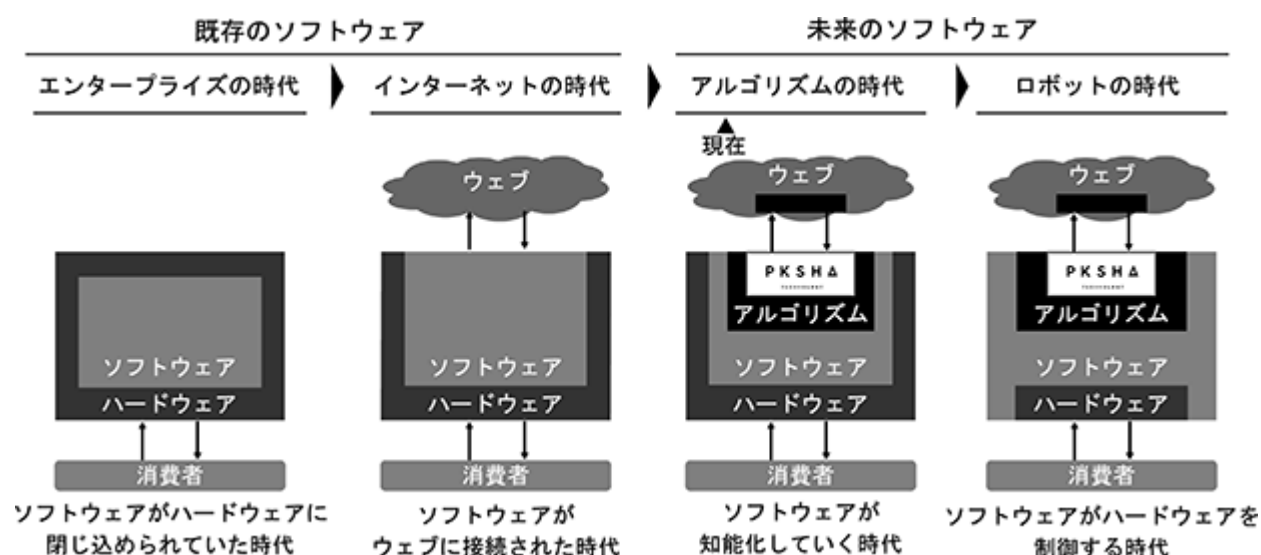 既存のソフトウェア
未来のソフトウェア
エンタープライズの時代
インターネットの時代
アルゴリズムの時代
ロボットの時代
現在
ソフトウェア
ハードウェア
消費者
ソフトウェアがハードウェアに
閉じ込められていた時代
ウェブ
ソフトウェア
ハードウェア
消費者
ソフトウェアが
ウェブに接続された時代
ウェブ
PKSHA
TECHNOLOGY
アルゴリズム
ソフトウェア
ハードウェア
消費者
ソフトウェアが
知能化していく時代
ウェブ
PKSHA
TECHNOLOGY
アルゴリズム
ソフトウェア
ハードウェア
消費者
ソフトウェアがハードウェアを
制御する時代